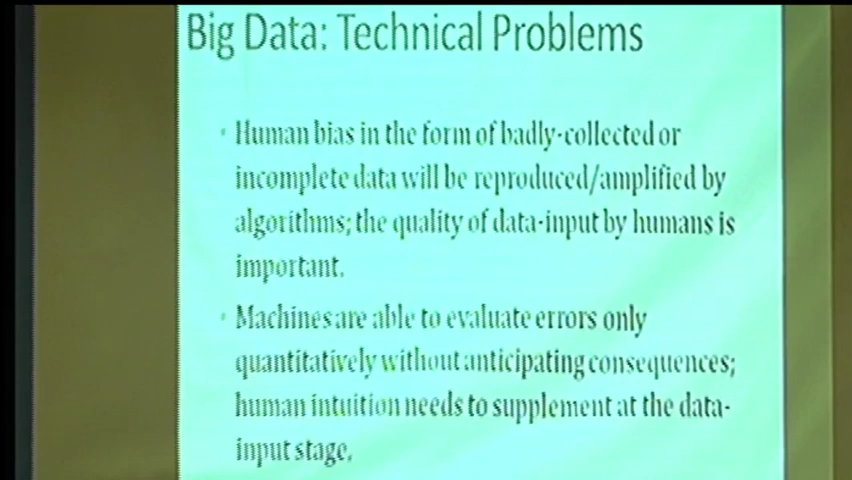 Big Data: Technical Problems
Human bias in the form of badly-collected or
incomplete data will be reproduced/amplified by
algorithms; the quality of data-input by humans is
important.
Machines are able to evaluate errors only
quantitatively without anticipating consequences;
human intuition needs to supplement at the data-
input stage.